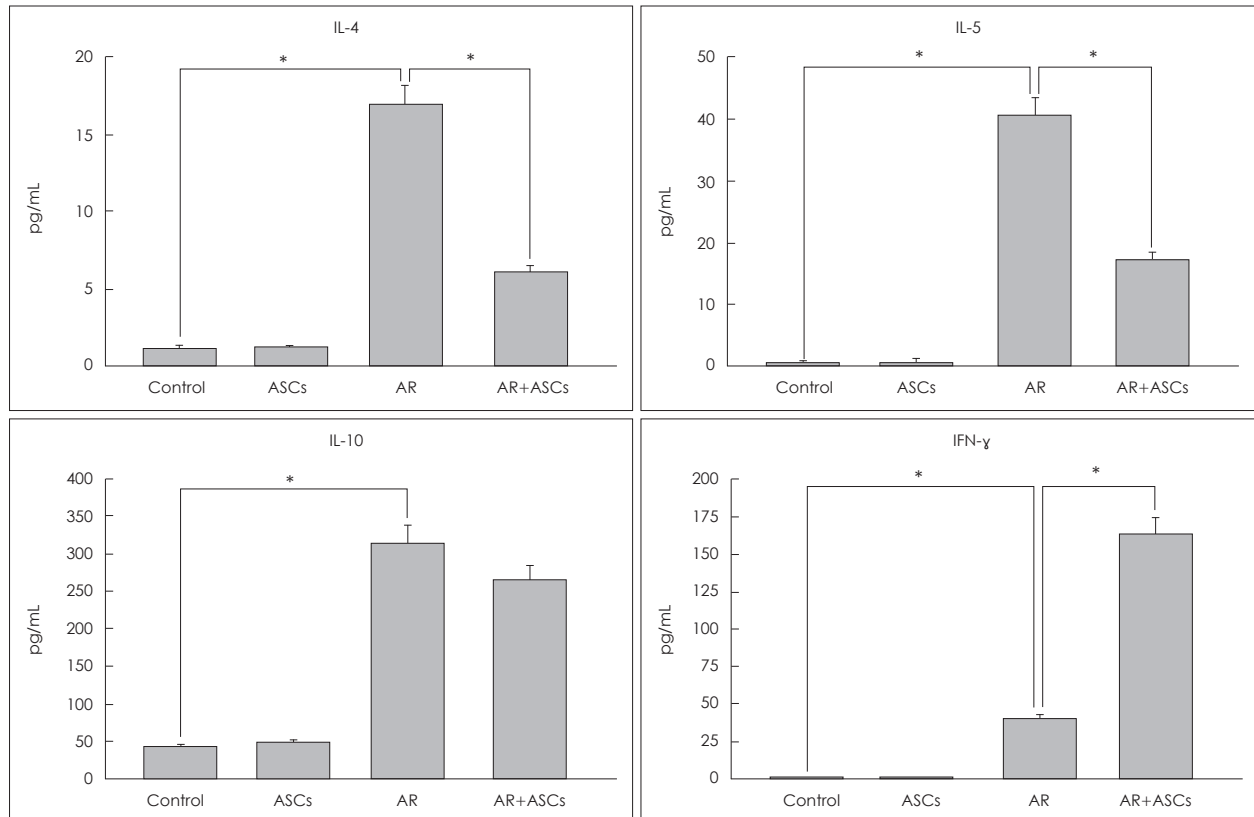 IL-4
*
*
20
15
10
5
0
pg/mL
Control
ASCs
AR
AR+ASCs
IL-5
*
*
50
40
30
50
20
10
0
pg/mL
Control
ASCs
AR
AR+ASCs
IL-10
*
400
350
300
250
200
150
100
50
0
pg/mL
Control
ASCs
AR
AR+ASCs
IFN-γ
*
*
200
175
150
125
100
75
50
25
0
pg/mL
Control
ASCs
AR
AR+ASCs